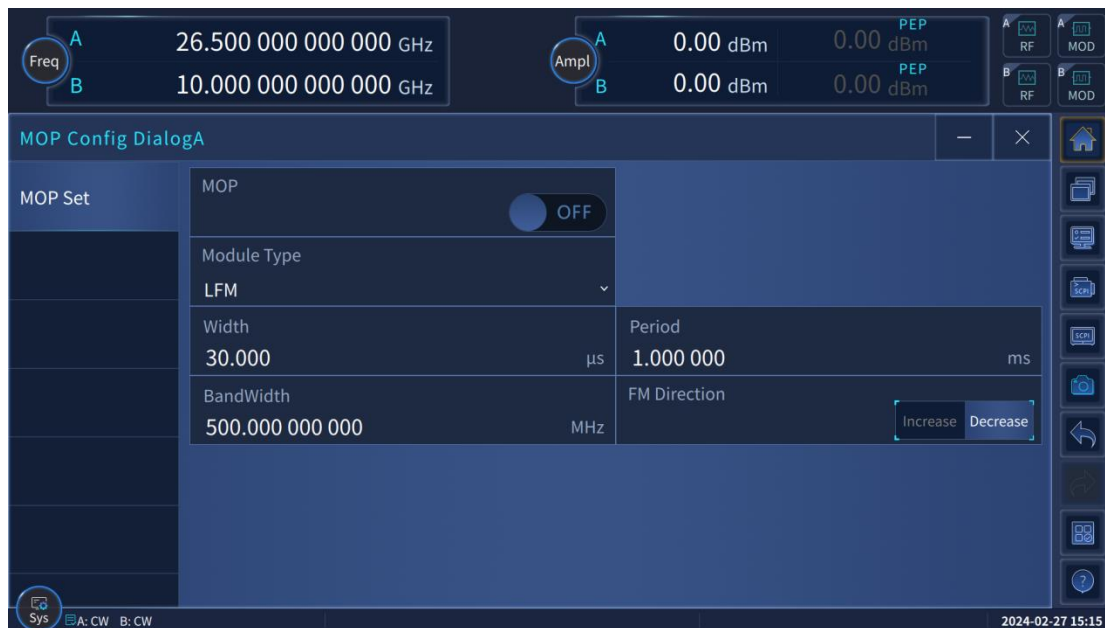 Freq
A 26.500 000 000 000 GHz
B 10.000 000 000 000 GHz
Ampl
A 0.00 dBm PEP 0.00 dBm
B 0.00 dBm PEP 0.00 dBm
A RF
A MOD
B RF
B MOD
MOP Config DialogA
MOP Set
MOP
OFF
Module Type
LFM
Width
30.000 μs
Period
1.000 000 ms
BandWidth
500.000 000 000 MHz
FM Direction
Increase Decrease
SCPI
SCPI
?
Sys
A: CW B: CW
2024-02-27 15:15